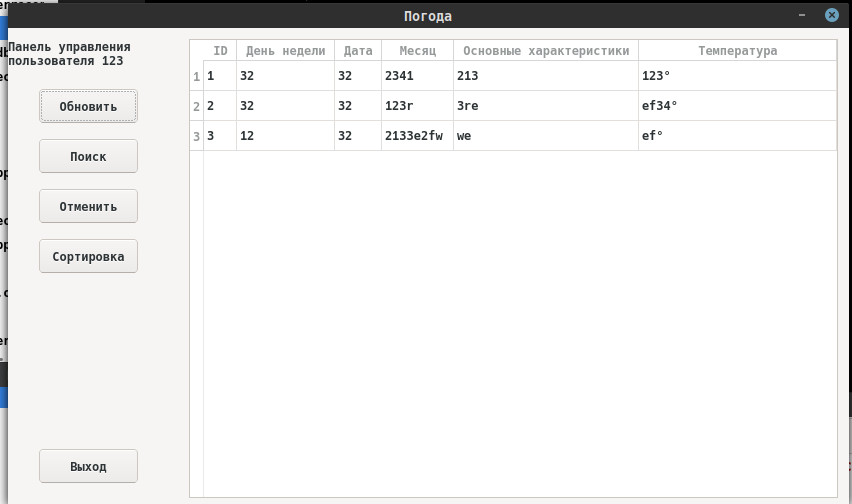 Погода
Панель управления
пользователя 123
Обновить
Поиск
Отменить
Сортировка
Выход
ID День недели Дата Месяц Основные характеристики Температура
1 1 32 32 2341 213 123°
2 2 32 32 123r 3re ef34°
3 3 12 32 2133e2fw we ef°